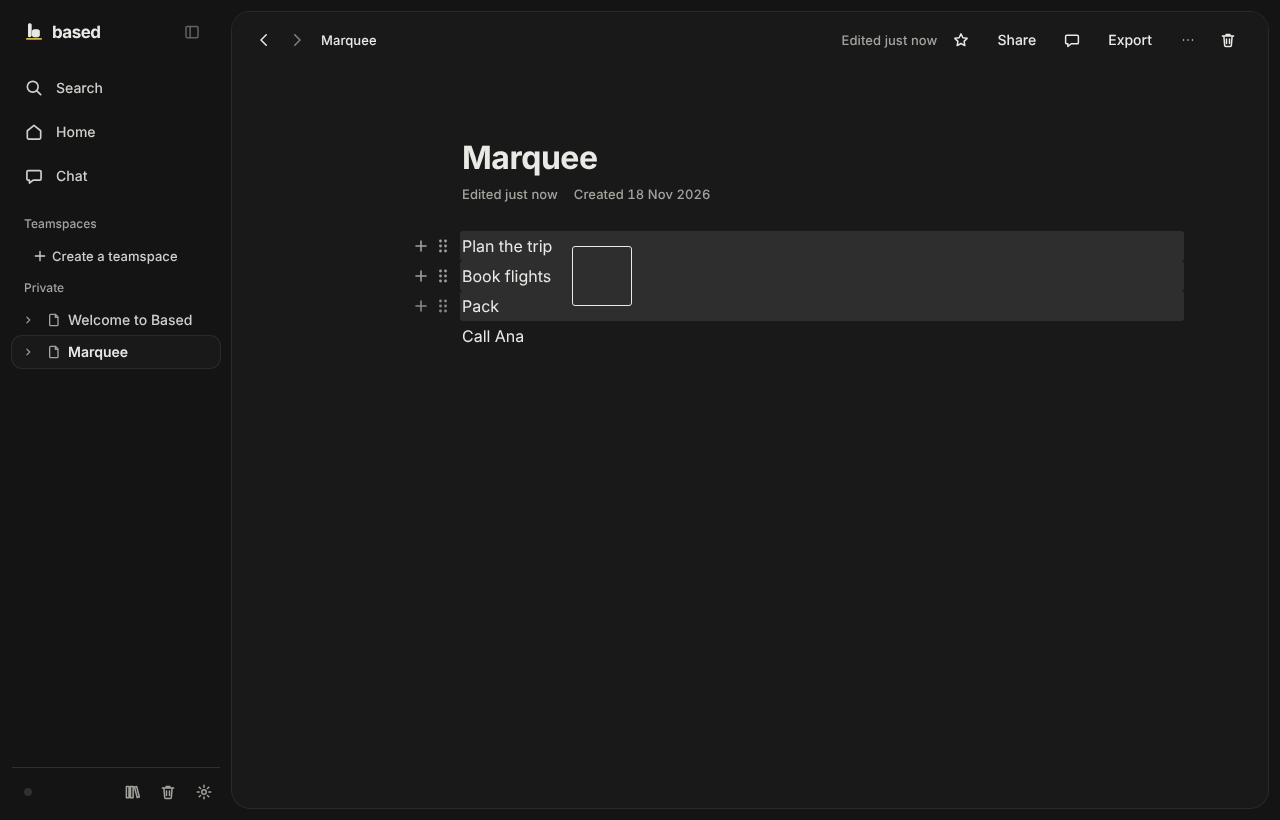 based
Search
Home
Chat
Teamspaces
Create a teamspace
Private
Welcome to Based
Marquee
Marquee
Edited just now
Share
Export
Marquee
Edited just now Created 18 Nov 2026
Plan the trip
Book flights
Pack
Call Ana